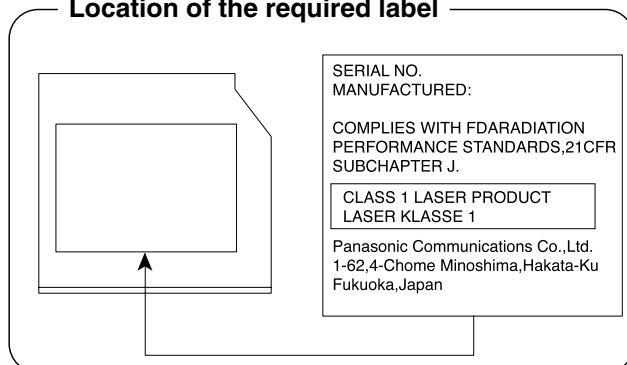 Location of the required label
SERIAL NO.
MANUFACTURED:
COMPLIES WITH FDARADIATION
PERFORMANCE STANDARDS,21CFR
SUBCHAPTER J.
CLASS 1 LASER PRODUCT
LASER KLASSE 1
Panasonic Communications Co.,Ltd.
1-62,4-Chome Minoshima,Hakata-Ku
Fukuoka,Japan